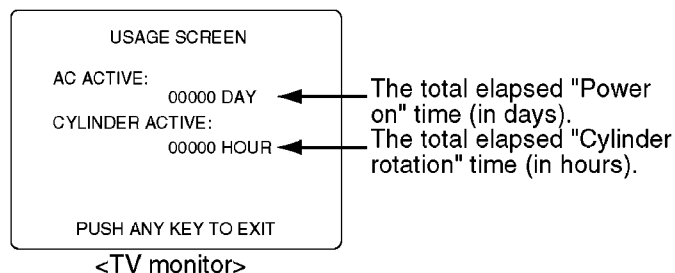 USAGE SCREEN
AC ACTIVE:
00000 DAY
CYLINDER ACTIVE:
00000 HOUR
PUSH ANY KEY TO EXIT
<TV monitor>
The total elapsed "Power
on" time (in days).
The total elapsed "Cylinder
rotation" time (in hours).